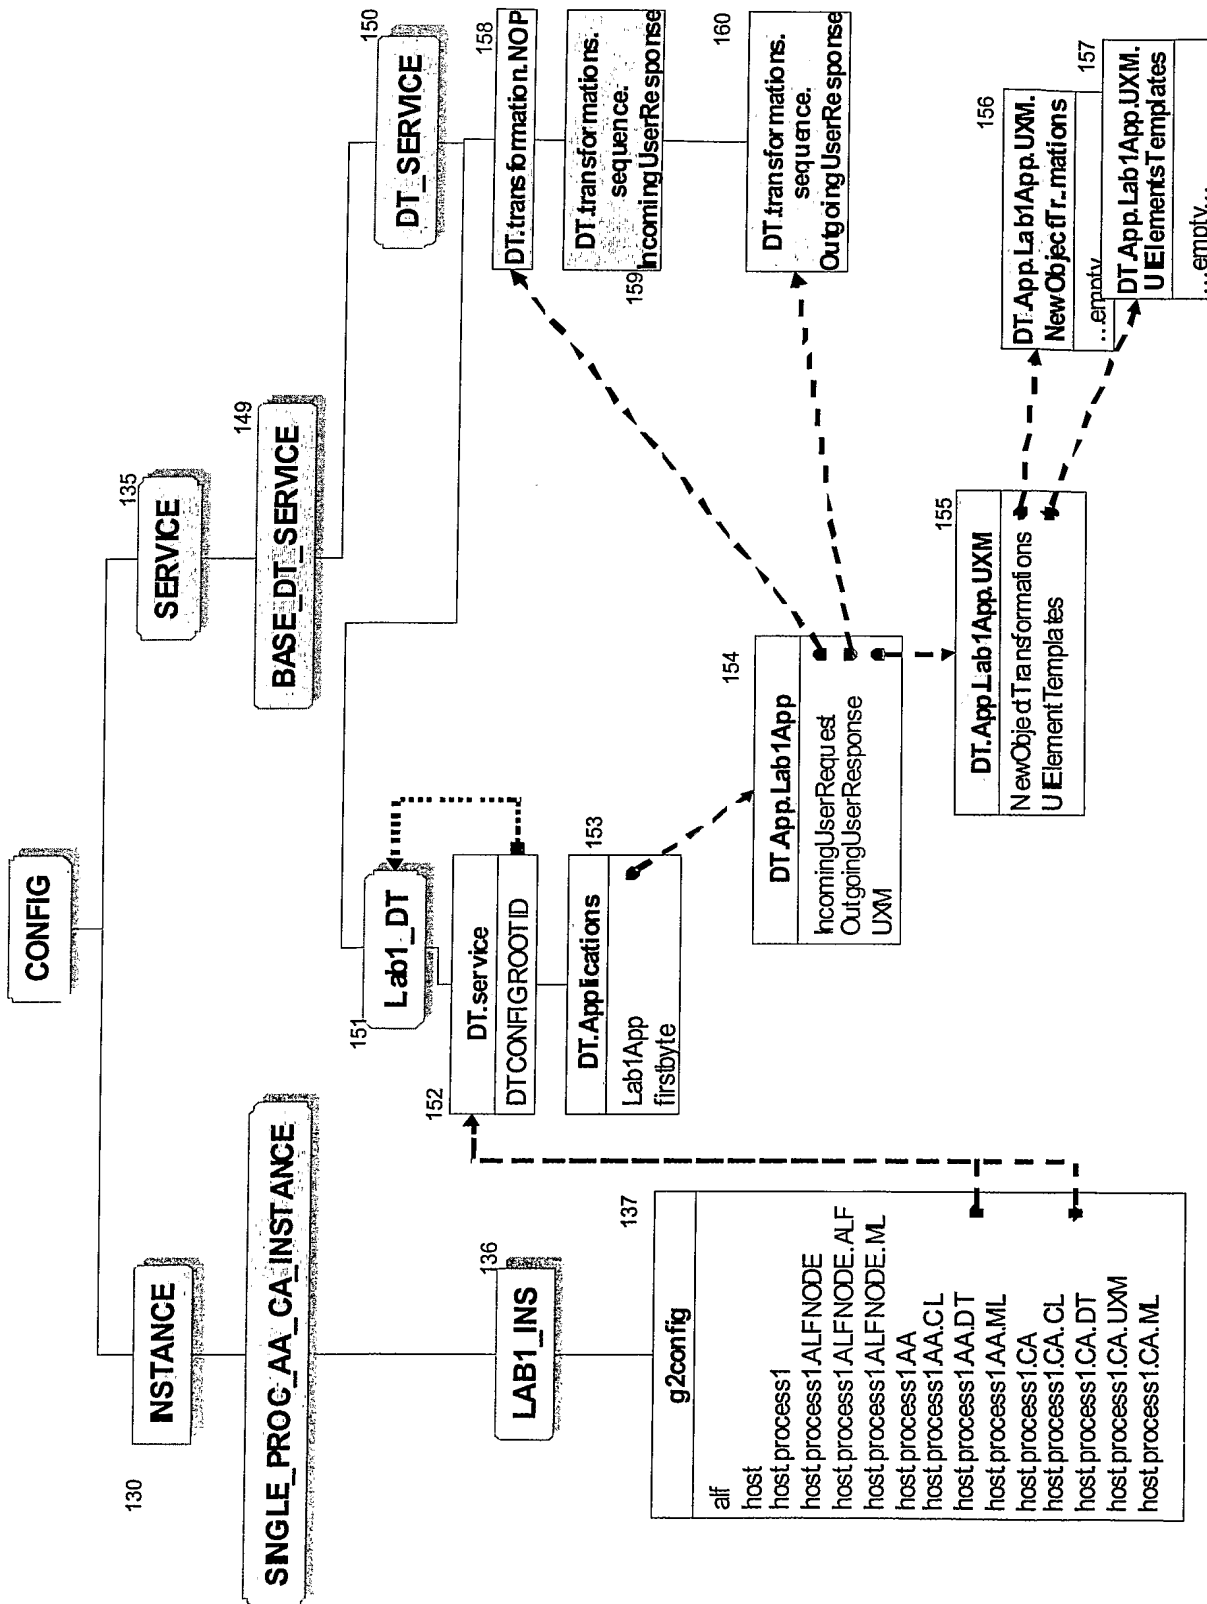 CONFIG
130
NSTANCE
SINGLE_PROC_AA_CA_INSTANCE
136
LAB1_INS
137
g2config
alf
host
host.process1
host.process1.ALFNODE
host.process1.ALFNODE.ALF
host.process1.ALFNODE.ML
host.process1.AA
host.process1.AA.CL
host.process1.AA.DT
host.process1.AA.ML
host.process1.CA
host.process1.CA.CL
host.process1.CA.DT
host.process1.CA.UXM
host.process1.CA.ML
135
SERVICE
149
BASE_DT_SERVICE
150
DT_SERVICE
151
Lab1_DT
152
DT.service
DTCONFIGROOTID
153
DT.Applications
Lab1App
firstbyte
154
DT.App.Lab1App
IncomingUserRequest
OutgoingUserResponse
UXM
155
DT.App.Lab1App.UXM
NewObjectTransformations
UIElementTemplates
158
DT.transformation.NOP
DT.transformations.
sequence.
IncomingUserResponse
159
160
DT.transformations.
sequence.
OutgoingUserResponse
156
DT.App.Lab1App.UXM.
NewObjectTr..mations
...empty
157
DT.App.Lab1App.UXM.
UIElementsTemplates
...empty...